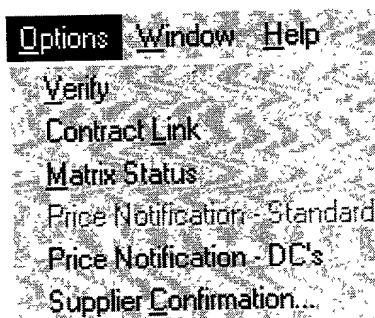 Options Window Help
Verify
Contract Link
Matrix Status
Price Notification - Standard
Price Notification - DC's
Supplier Confirmation...